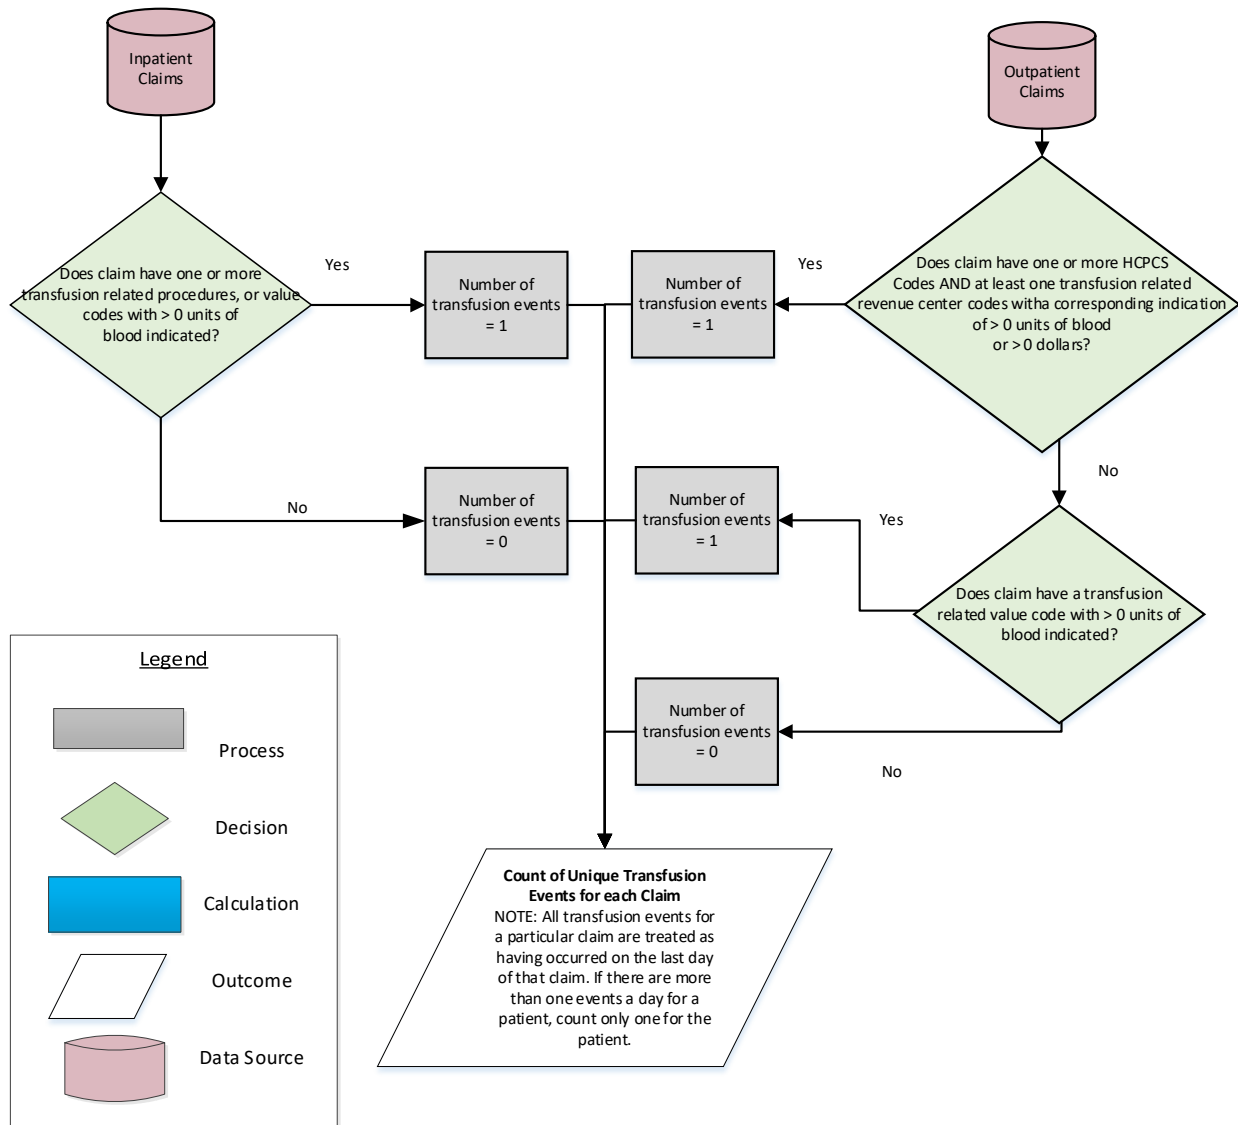 Inpatient
Claims
Outpatient
Claims
Does claim have one or more
transfusion related procedures, or value
codes with > 0 units of
blood indicated?
Yes
Number of
transfusion events
= 1
Number of
transfusion events
= 1
Yes
Does claim have one or more HCPCS
Codes AND at least one transfusion related
revenue center codes witha corresponding indication
of > 0 units of blood
or > 0 dollars?
No
No
Number of
transfusion events
= 0
Number of
transfusion events
= 1
Yes
Does claim have a transfusion
related value code with > 0 units of
blood indicated?
Number of
transfusion events
= 0
No
Legend
Process
Decision
Calculation
Outcome
Data Source
Count of Unique Transfusion
Events for each Claim
NOTE: All transfusion events for
a particular claim are treated as
having occurred on the last day
of that claim. If there are more
than one events a day for a
patient, count only one for the
patient.